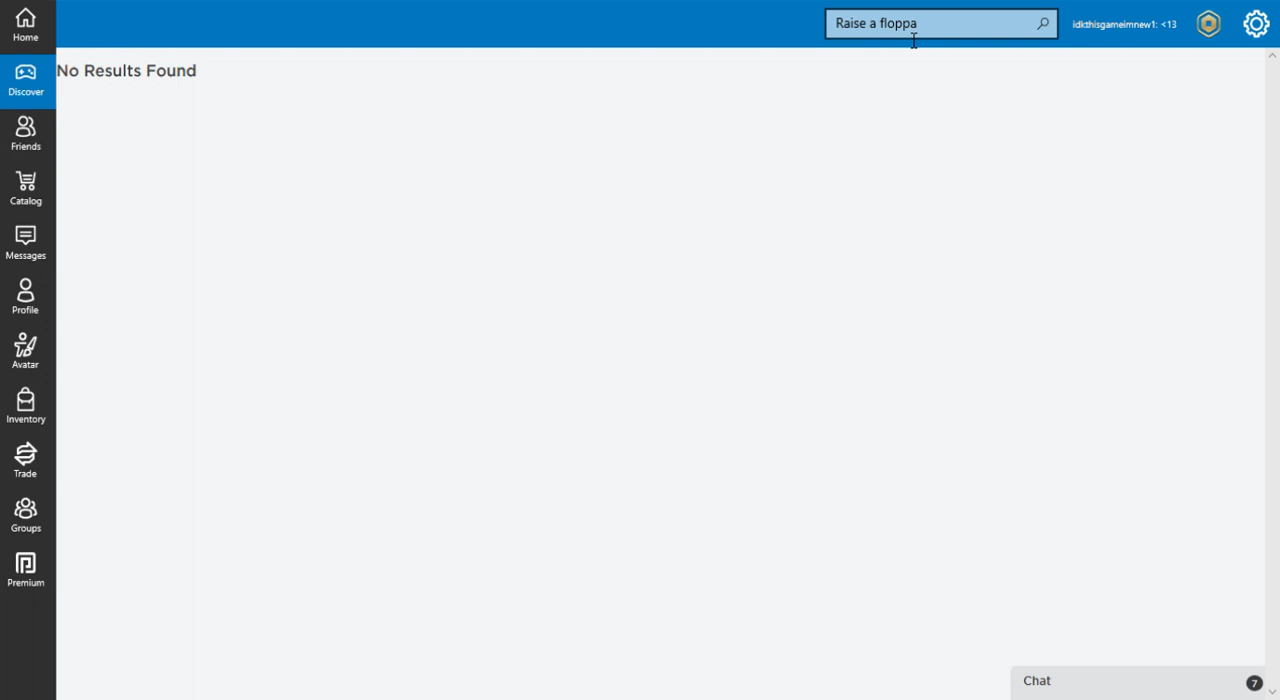 Raise a floppa
idkthisgameimnew1: <13
Home
No Results Found
Discover
Friends
Catalog
Messages
Profile
Avatar
Inventory
Trade
Groups
Premium
Chat
7